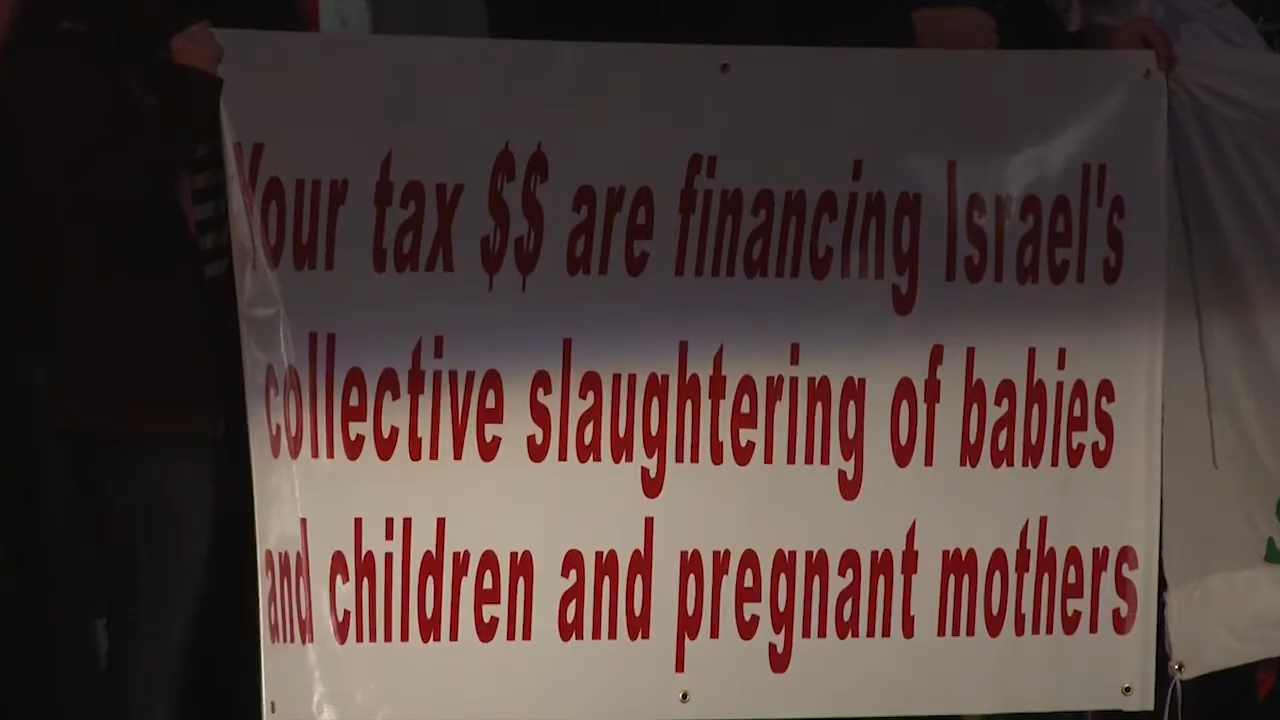 Your tax $$ are financing Israel's
collective slaughtering of babies
and children and pregnant mothers